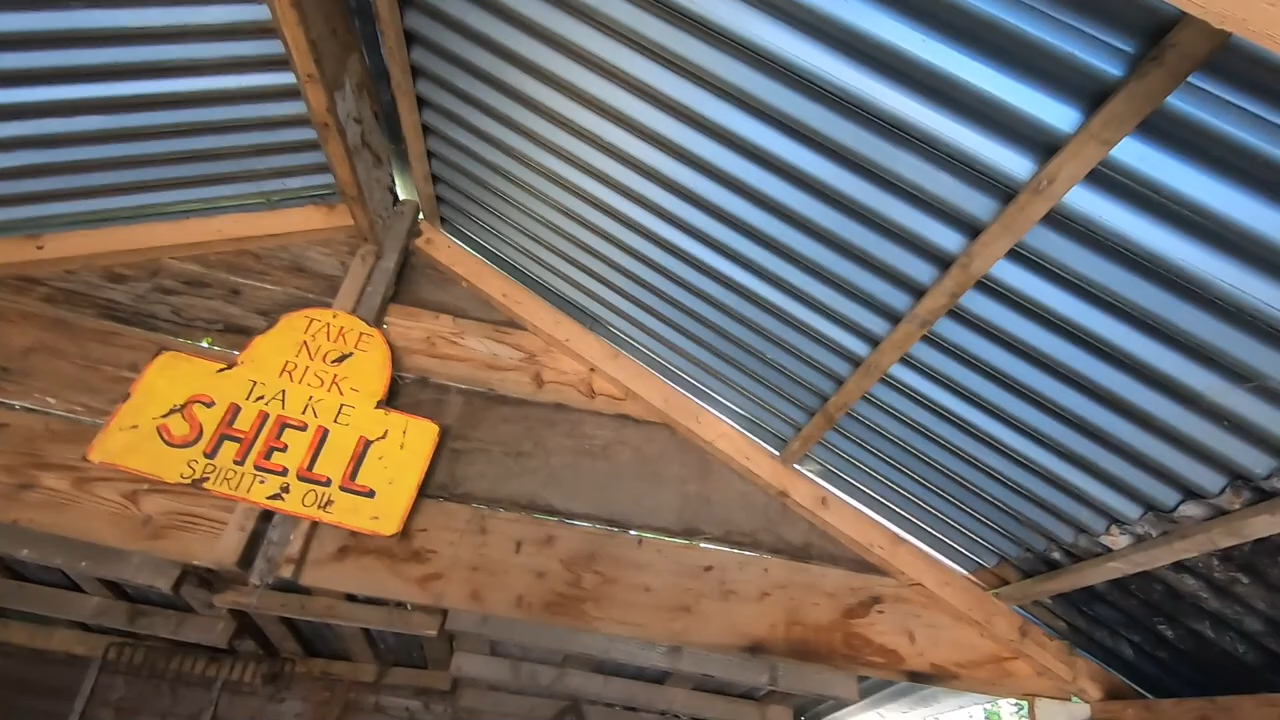 TAKE
NO
RISK-
TAKE
SHELL
SPIRIT & OIL